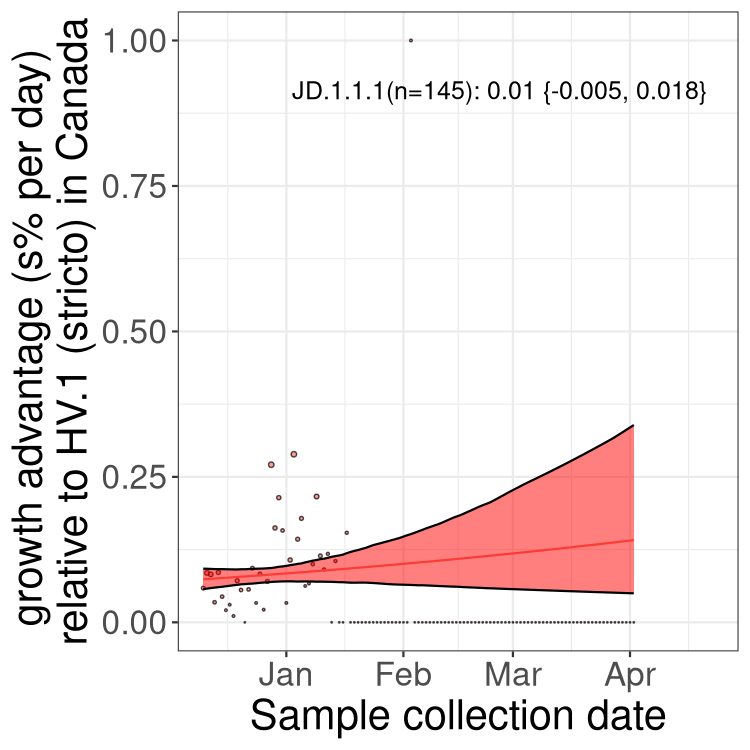 growth advantage (s% per day)
relative to HV.1 (stricto) in Canada
1.00
0.75
0.50
0.25
0.00
JD.1.1.1(n=145): 0.01 {-0.005, 0.018}
Jan
Feb
Mar
Apr
Sample collection date